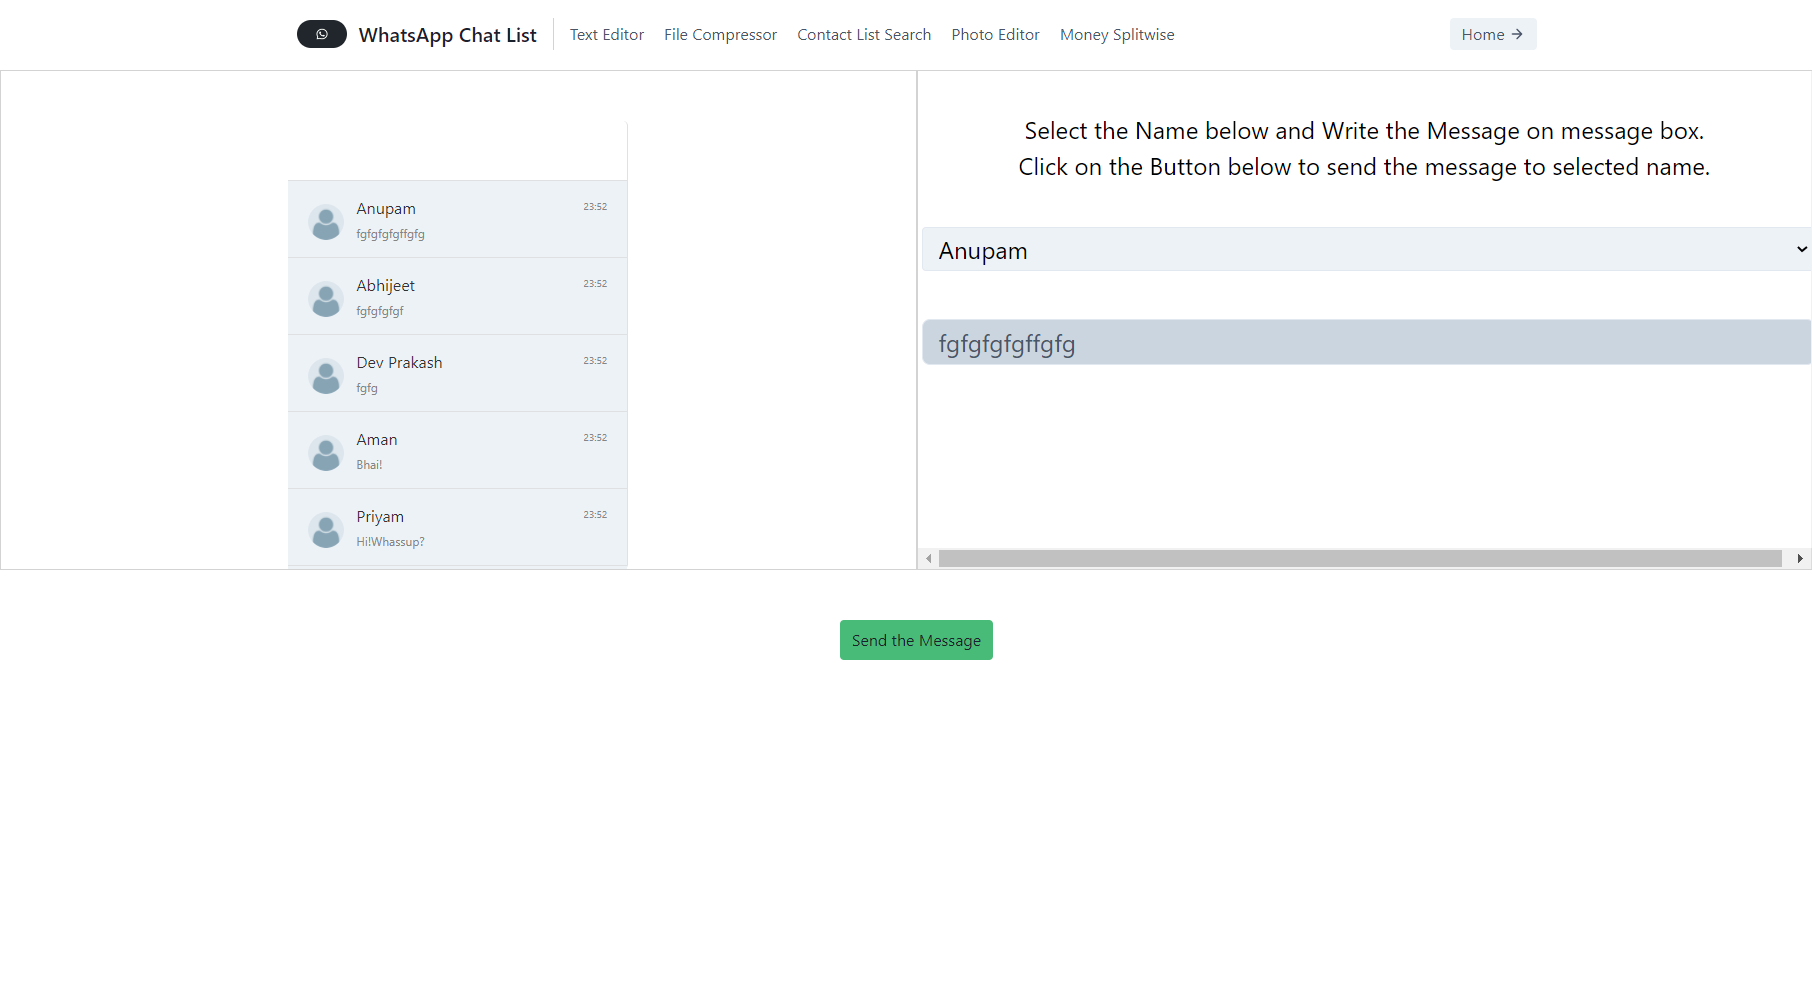 WhatsApp Chat List
Text Editor File Compressor Contact List Search Photo Editor Money Splitwise
Home
Anupam 23:52
fgfgfgfgffgfg
Abhijeet 23:52
fgfgfgfgf
Dev Prakash 23:52
fgfg
Aman 23:52
Bhai!
Priyam 23:52
Hi!Whassup?
Select the Name below and Write the Message on message box.
Click on the Button below to send the message to selected name.
Anupam
fgfgfgfgffgfg
Send the Message